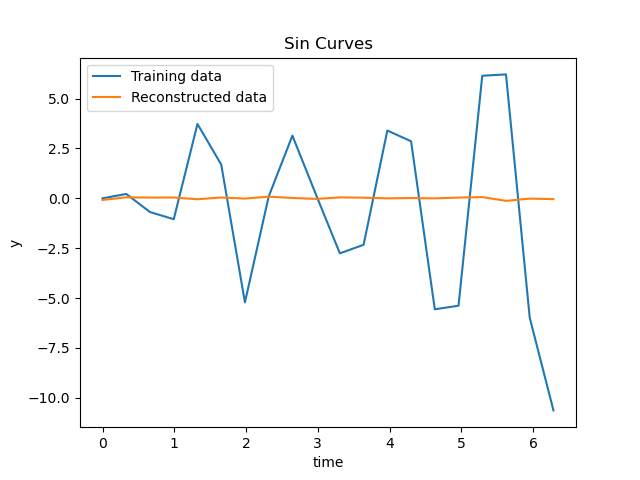 Sin Curves
Training data
Reconstructed data
5.0
2.5
0.0
−2.5
−5.0
−7.5
−10.0
y
0 1 2 3 4 5 6
time